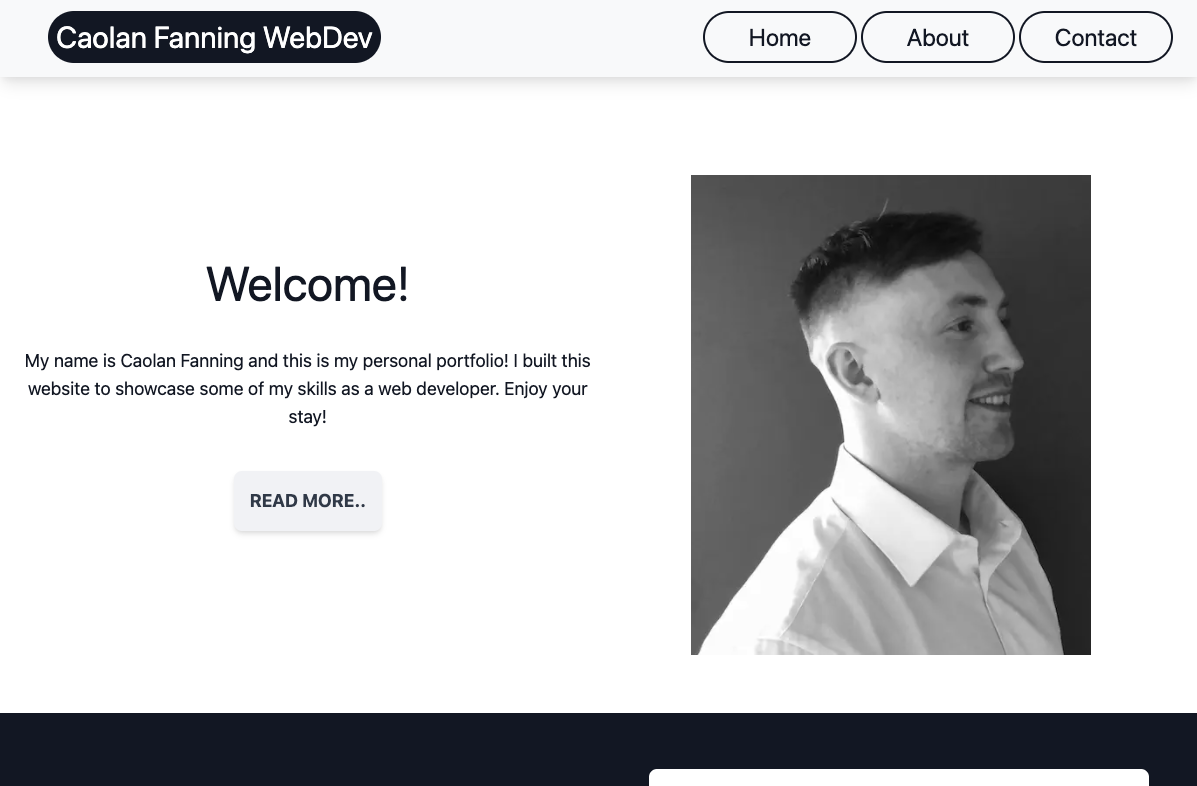 Caolan Fanning WebDev
Home
About
Contact
Welcome!
My name is Caolan Fanning and this is my personal portfolio! I built this
website to showcase some of my skills as a web developer. Enjoy your
stay!
READ MORE..